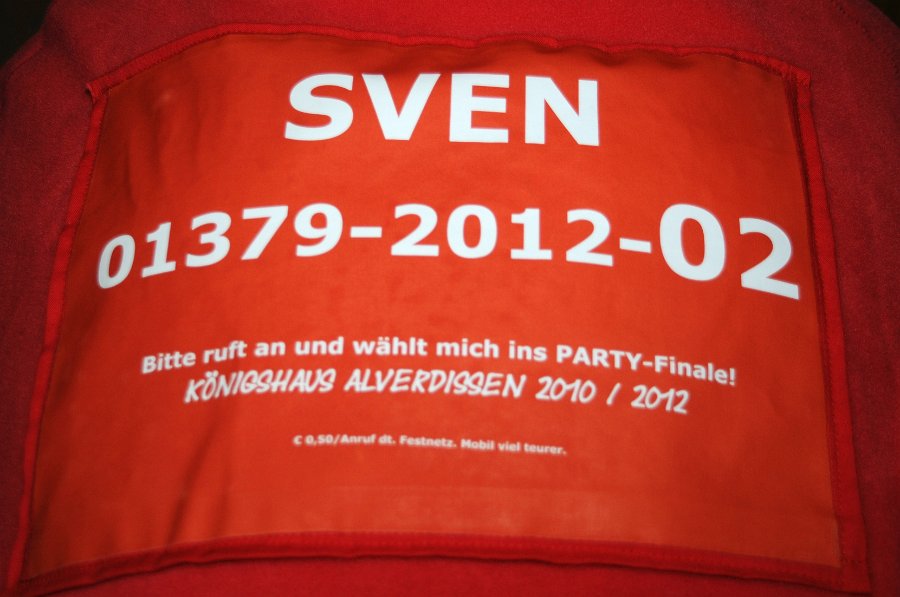 SVEN
01379-2012-02
Bitte ruft an und wählt mich ins PARTY-Finale!
KÖNIGSHAUS ALVERDISSEN 2010 / 2012
€ 0,50/Anruf dt. Festnetz. Mobil viel teurer.